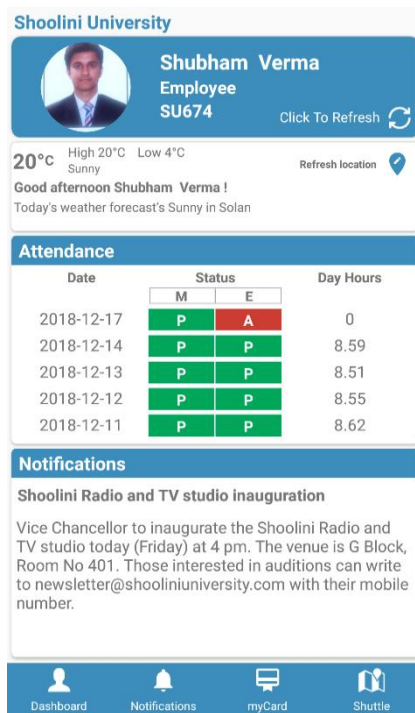 Shoolini University
Shubham Verma
Employee
SU674
Click To Refresh
20°C High 20°C Low 4°C
Sunny
Refresh location
Good afternoon Shubham Verma !
Today's weather forecast's Sunny in Solan
Attendance
Date Status Day Hours
M E
2018-12-17 P A 0
2018-12-14 P P 8.59
2018-12-13 P P 8.51
2018-12-12 P P 8.55
2018-12-11 P P 8.62
Notifications
Shoolini Radio and TV studio inauguration
Vice Chancellor to inaugurate the Shoolini Radio and
TV studio today (Friday) at 4 pm. The venue is G Block,
Room No 401. Those interested in auditions can write
to newsletter@shooliniuniversity.com with their mobile
number.
Dashboard Notifications myCard Shuttle